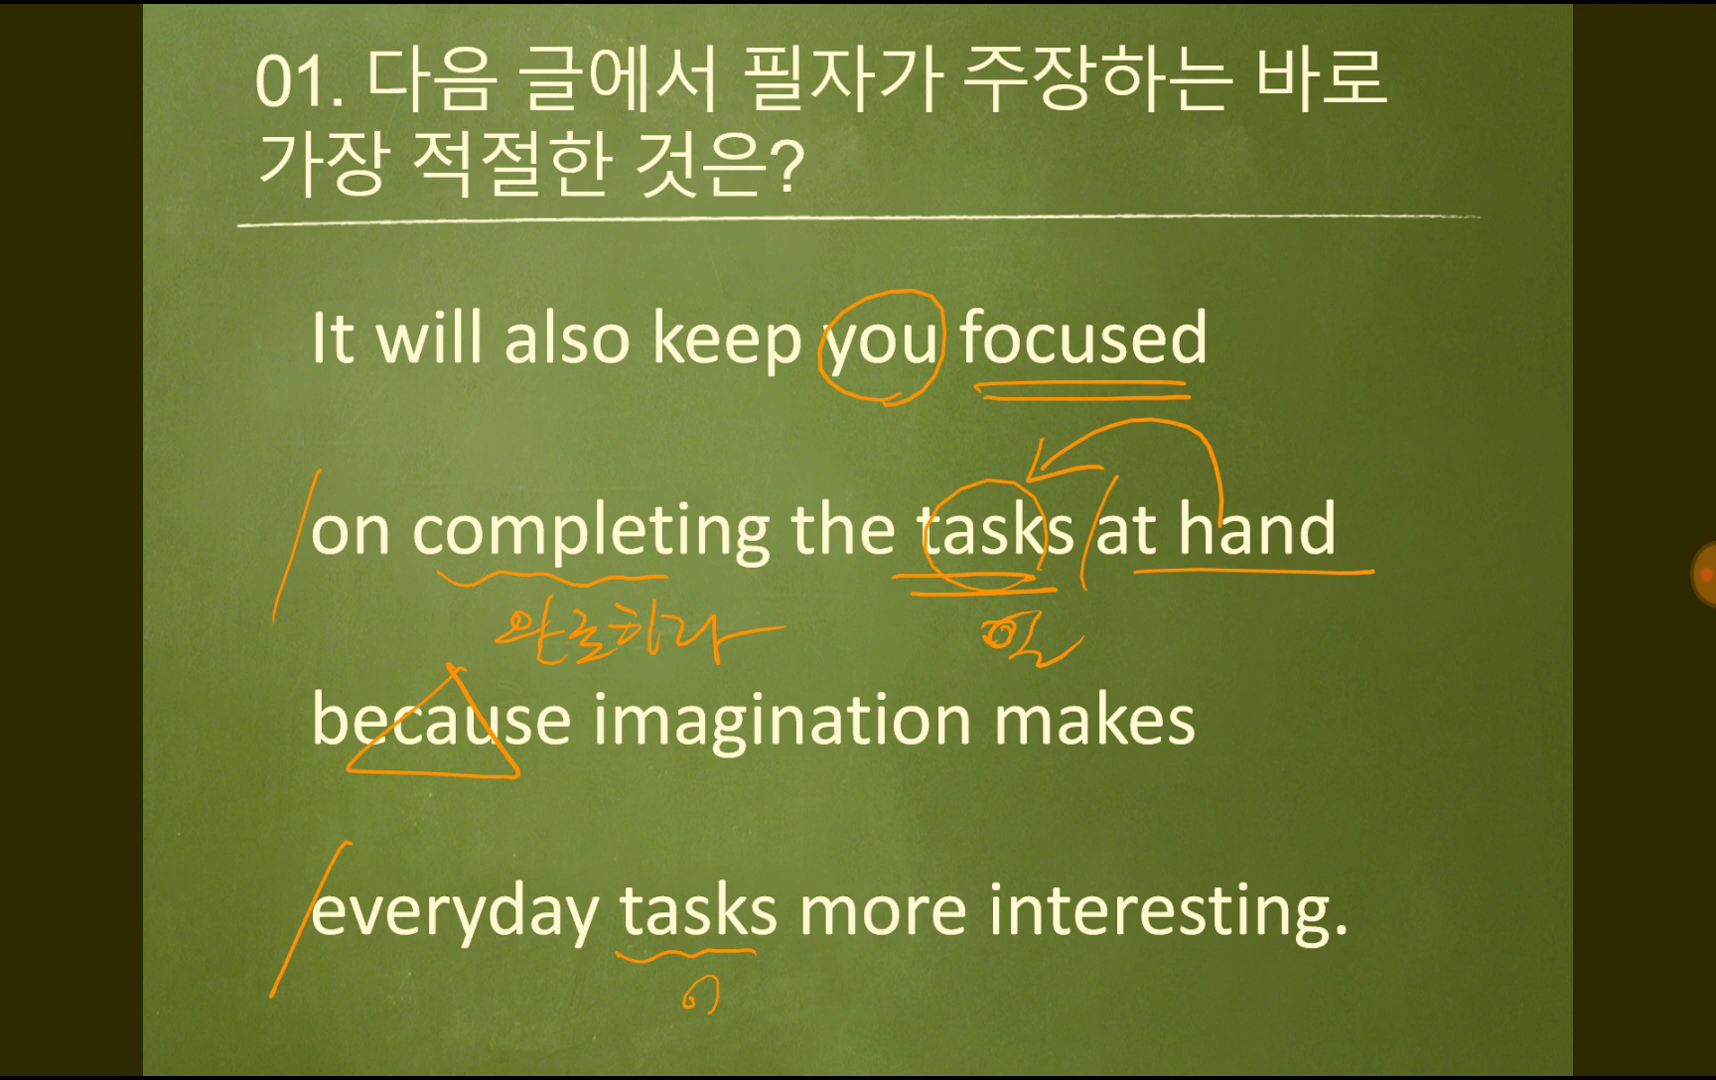 01. 다음 글에서 필자가 주장하는 바로
가장 적절한 것은?
It will also keep you focused
on completing the tasks at hand
완료하라
because imagination makes
everyday tasks more interesting.